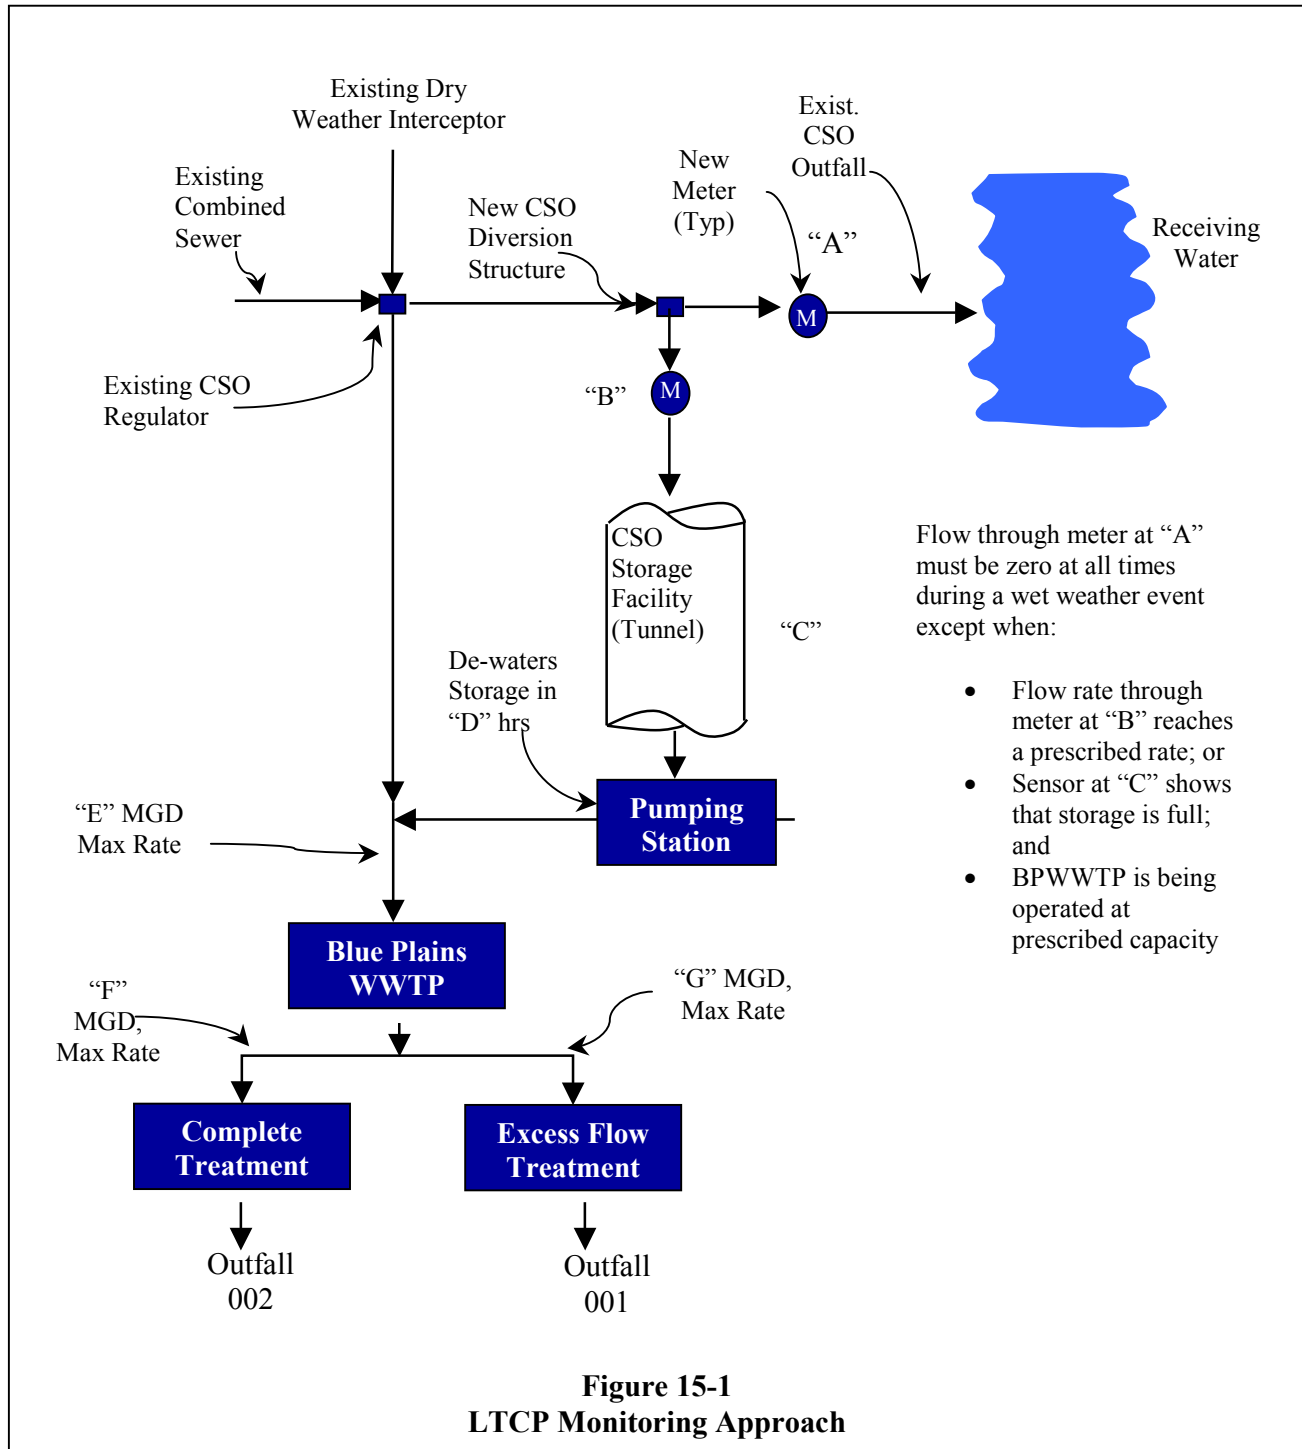 Existing Dry
Weather Interceptor
Exist.
CSO
Outfall
New
Meter
(Typ)
Existing
Combined
Sewer
New CSO
Diversion
Structure
“A”
Receiving
Water
M
Existing CSO
Regulator
“B”
M
CSO
Storage
Facility
(Tunnel)
“C”
Flow through meter at “A”
must be zero at all times
during a wet weather event
except when:
• Flow rate through
meter at “B” reaches
a prescribed rate; or
• Sensor at “C” shows
that storage is full;
and
• BPWWTP is being
operated at
prescribed capacity
De-waters
Storage in
“D” hrs
Pumping
Station
“E” MGD
Max Rate
Blue Plains
WWTP
“F”
MGD,
Max Rate
“G” MGD,
Max Rate
Complete
Treatment
Excess Flow
Treatment
Outfall
002
Outfall
001
Figure 15-1
LTCP Monitoring Approach